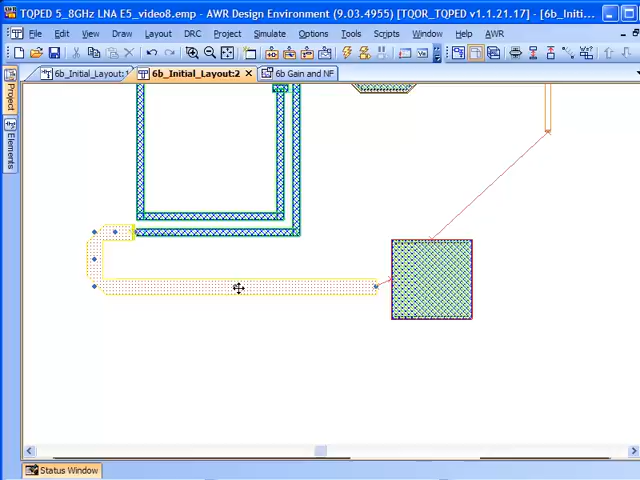 TQPED 5_8GHz LNA E5_video8.emp - AWR Design Environment (9.03.4955) [TQOR_TQPED v1.1.21.17] - [6b_Initi...
File Edit View Draw Layout DRC Project Simulate Options Tools Scripts Window Help AWR
6b_Initial_Layout:1 6b_Initial_Layout:2 6b Gain and NF
Project
Elements
Status Window